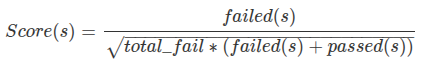 Score(s) = failed(s) / √(total_fail * (failed(s) + passed(s)))